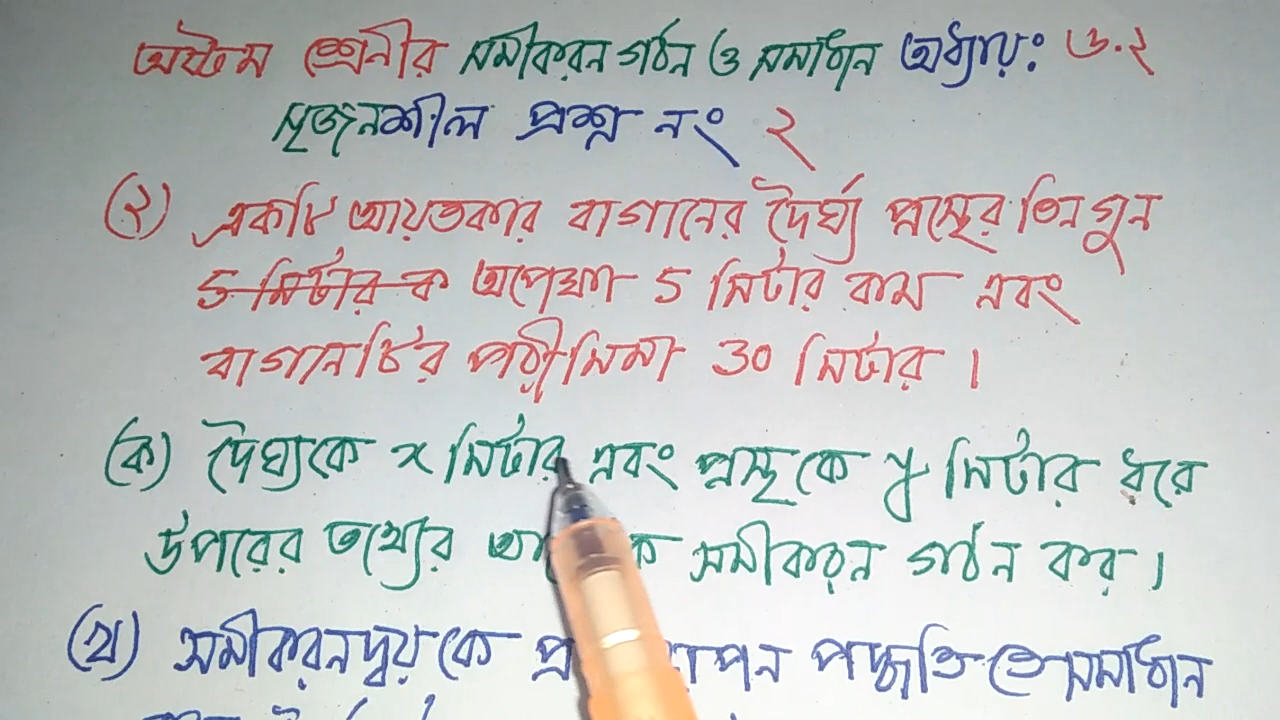 অষ্টম শ্রেনীর সমীকরন গঠন ও সমাধান অধ্যায়ঃ ৬.২
সৃজনশীল প্রশ্ন নং ২
(২) একটি আয়তকার বাগানের দৈর্ঘ্য প্রস্থের তিন গুন
5 মিটার ক অপেক্ষা 5 মিটার কম এবং
বাগানটির পরীসিমা 30 মিটার।
(ক) দৈর্ঘ্যকে x মিটার এবং প্রস্থকে y মিটার ধরে
উপরের তথ্যের সমীকরন গঠন কর।
(খ) সমীকরনদ্বয়কে পদ্ধতিতে সমাধান